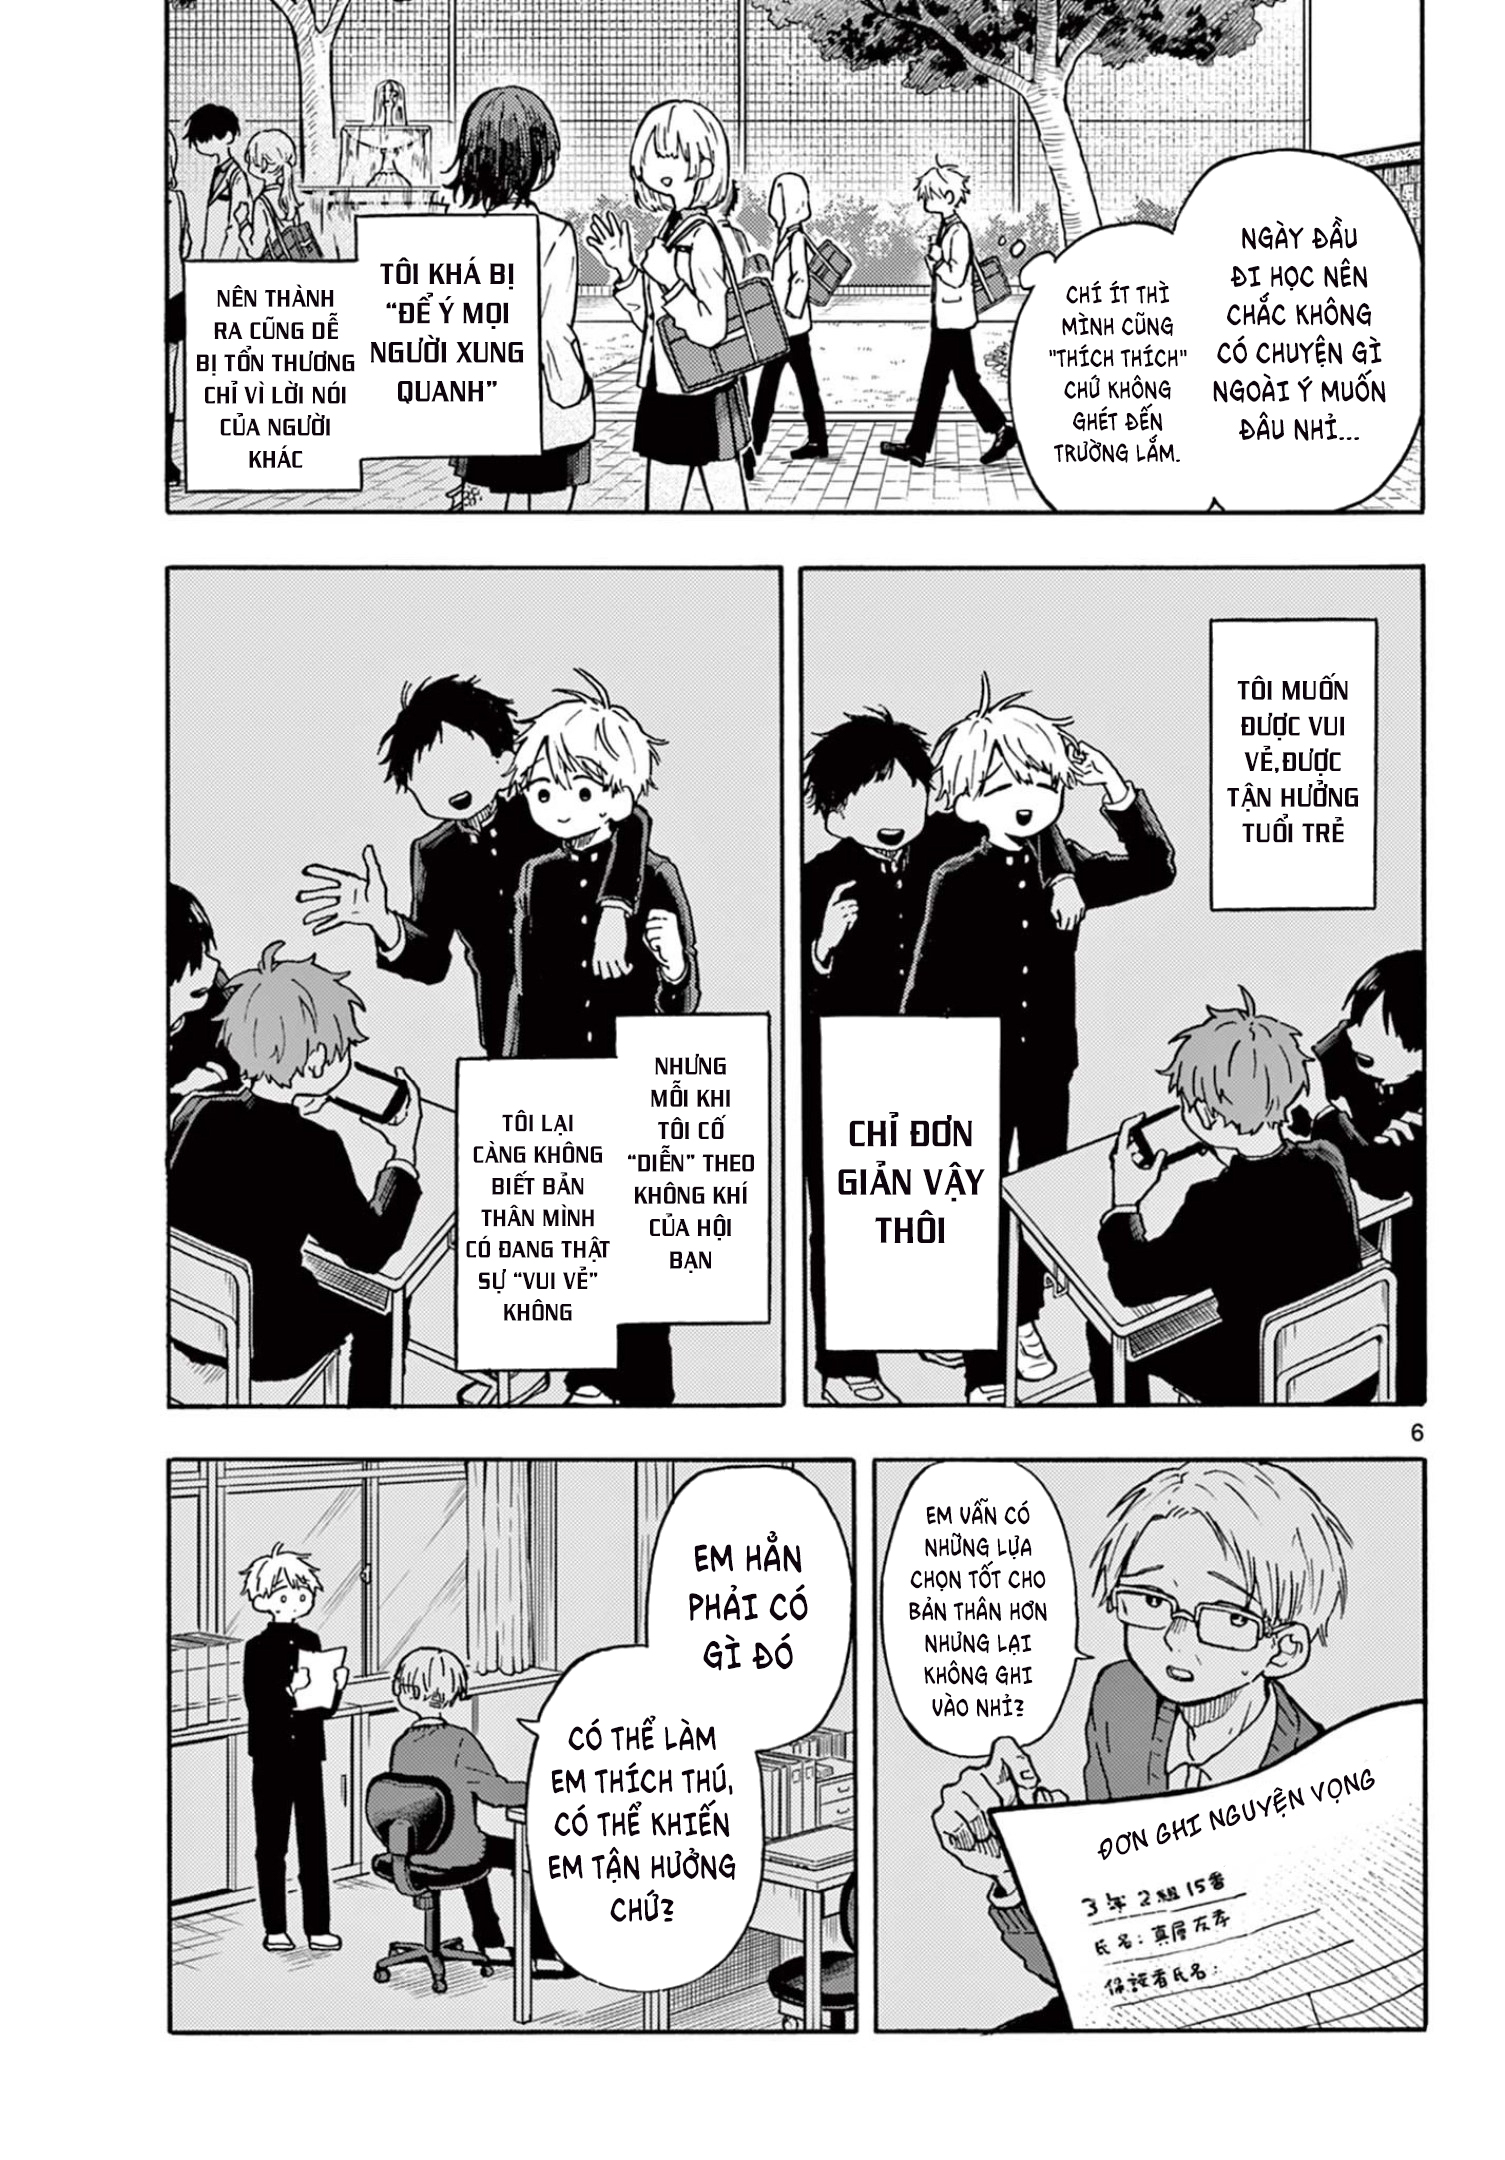 NGÀY ĐẦU
ĐI HỌC NÊN
CHẮC KHÔNG
CÓ CHUYỆN GÌ
NGOÀI Ý MUỐN
ĐÂU NHỈ...
CHÍ ÍT THÌ
MÌNH CŨNG
"THÍCH THÍCH"
CHỨ KHÔNG
GHÉT ĐẾN
TRƯỜNG LẮM.
TÔI KHÁ BỊ
“ĐỂ Ý MỌI
NGƯỜI XUNG
QUANH”
NÊN THÀNH
RA CŨNG DỄ
BỊ TỔN THƯƠNG
CHỈ VÌ LỜI NÓI
CỦA NGƯỜI
KHÁC
TÔI MUỐN
ĐƯỢC VUI
VẺ,ĐƯỢC
TẬN HƯỞNG
TUỔI TRẺ
CHỈ ĐƠN
GIẢN VẬY
THÔI
NHƯNG
MỖI KHI
TÔI CỐ
“DIỄN” THEO
KHÔNG KHÍ
CỦA HỘI
BẠN
TÔI LẠI
CÀNG KHÔNG
BIẾT BẢN
THÂN MÌNH
CÓ ĐANG THẬT
SỰ “VUI VẺ”
KHÔNG
6
EM VẪN CÓ
NHỮNG LỰA
CHỌN TỐT CHO
BẢN THÂN HƠN
NHƯNG LẠI
KHÔNG GHI
VÀO NHỈ?
ĐƠN GHI NGUYỆN VỌNG
3年2組15番
氏名:真屋友孝
保護者氏名:
EM HẲN
PHẢI CÓ
GÌ ĐÓ
CÓ THỂ LÀM
EM THÍCH THÚ,
CÓ THỂ KHIẾN
EM TẬN HƯỞNG
CHỨ?